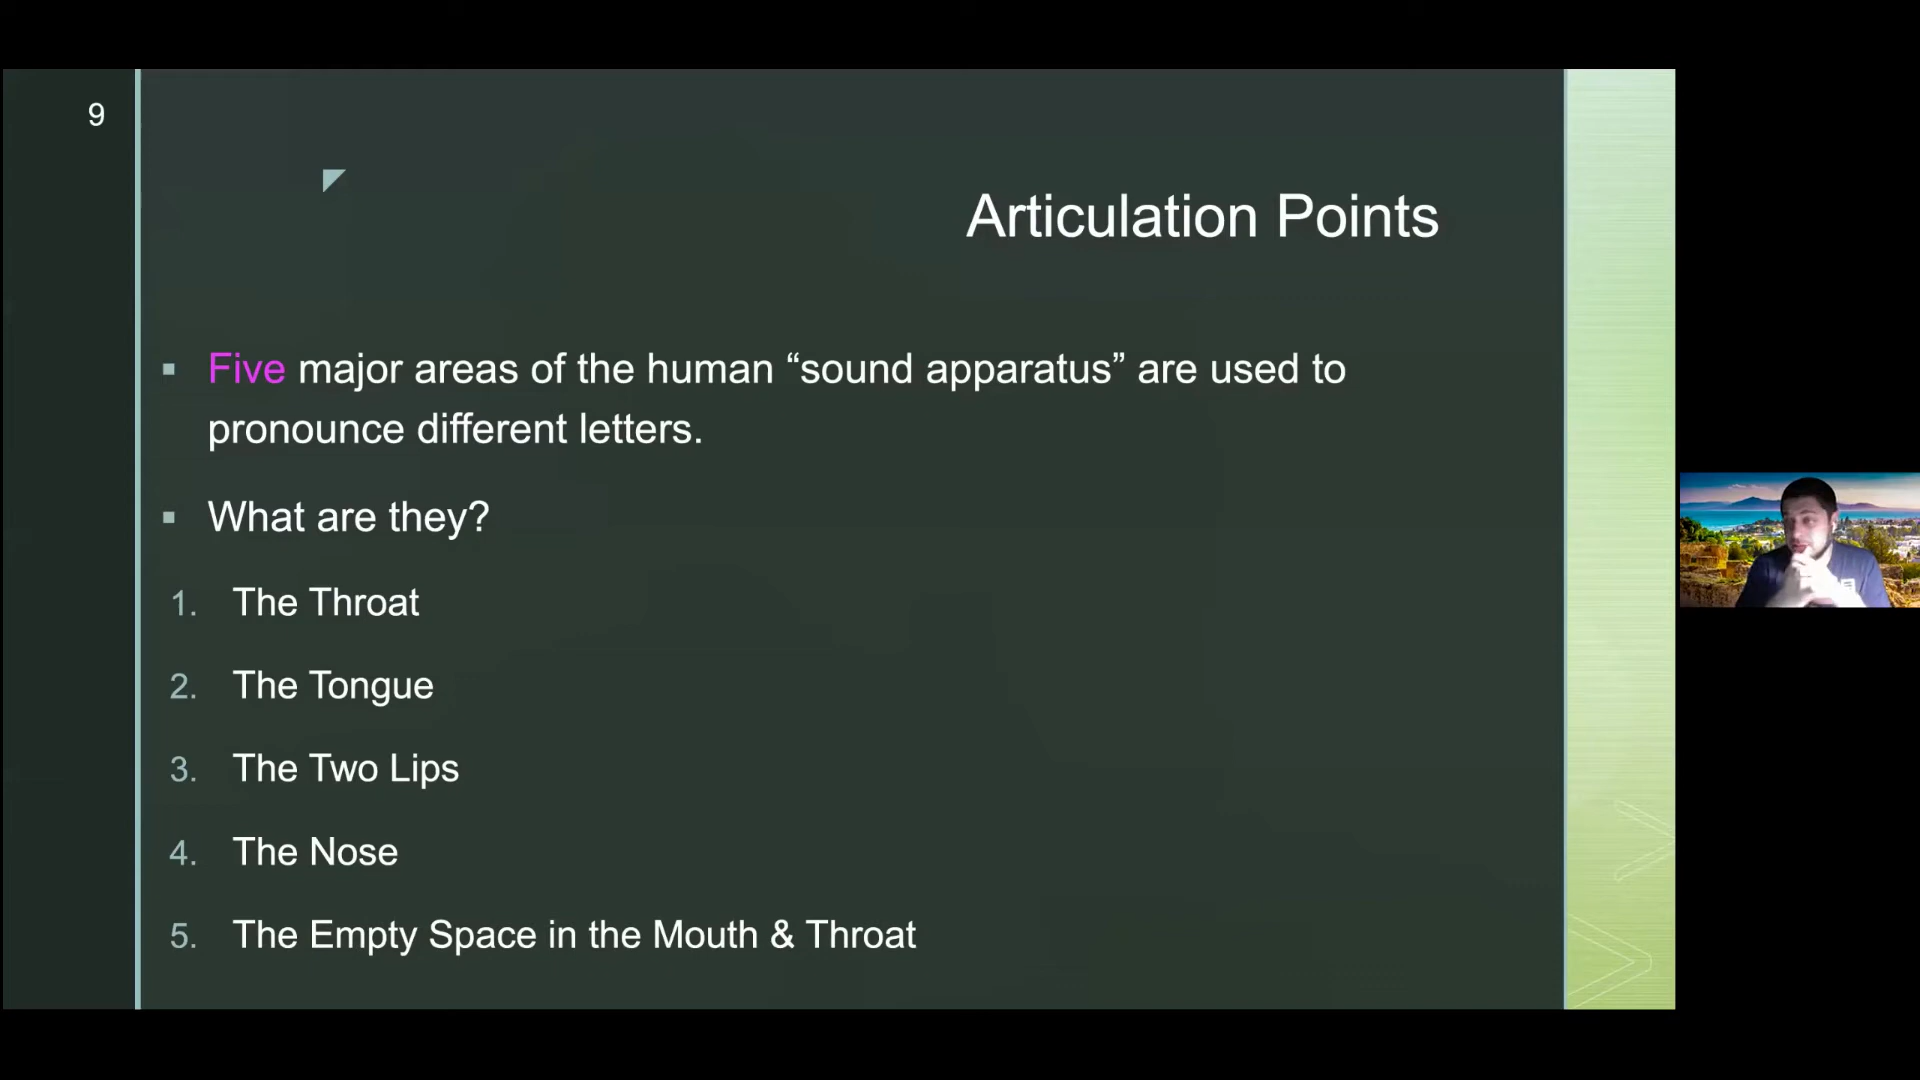 9
Articulation Points
▪ Five major areas of the human “sound apparatus” are used to
pronounce different letters.
▪ What are they?
1. The Throat
2. The Tongue
3. The Two Lips
4. The Nose
5. The Empty Space in the Mouth & Throat